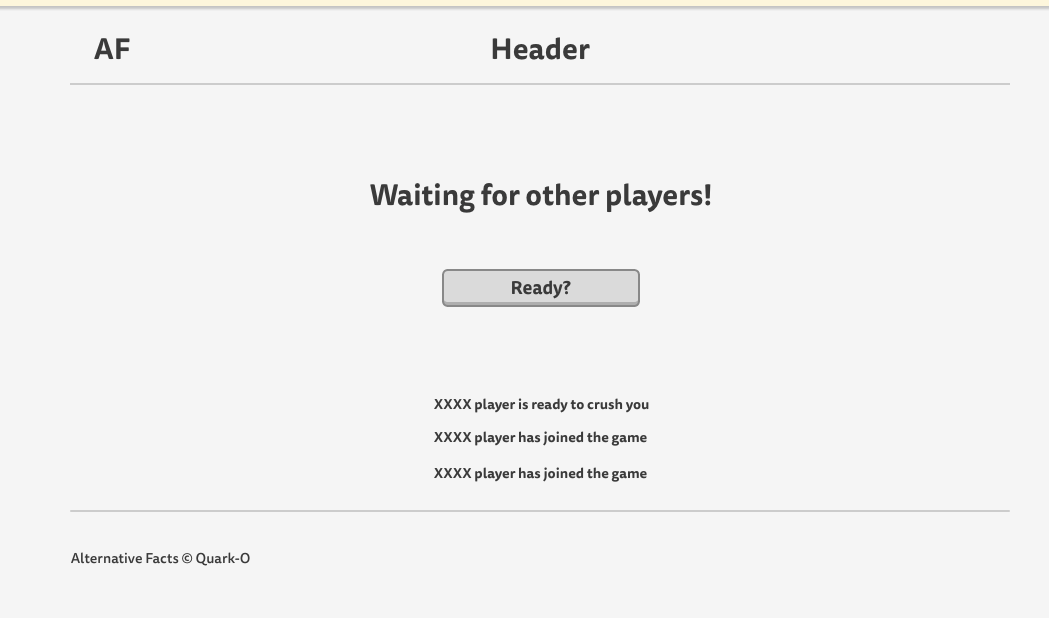 AF Header
Waiting for other players!
Ready?
XXXX player is ready to crush you
XXXX player has joined the game
XXXX player has joined the game
Alternative Facts © Quark-O